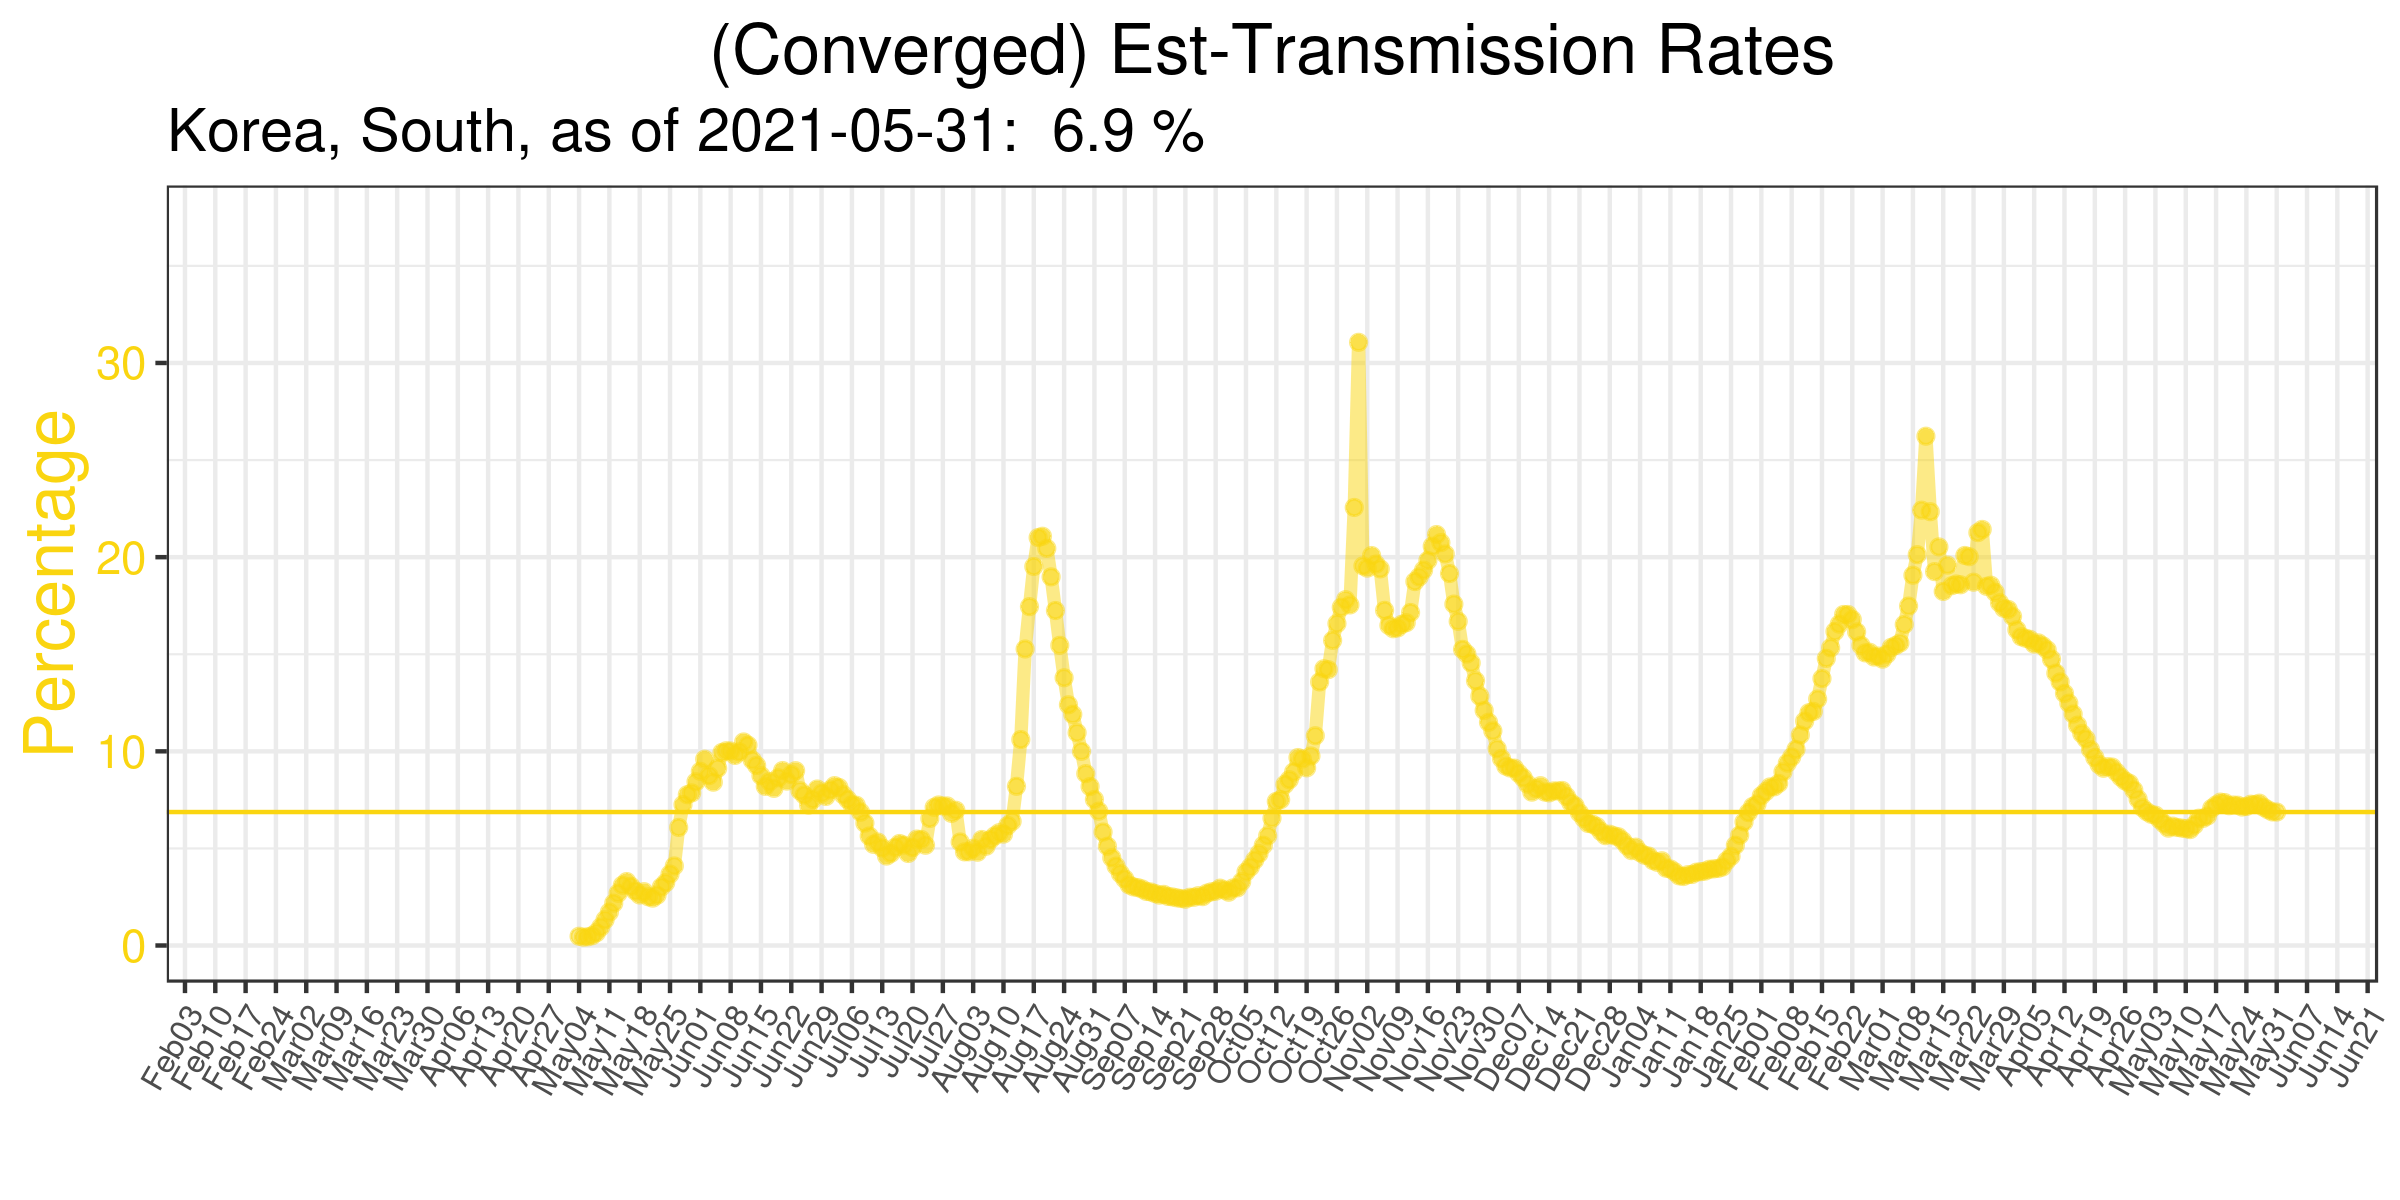 (Converged) Est-Transmission Rates
Korea, South, as of 2021-05-31:  6.9 %
Percentage
30
20
10
0
Feb03
Feb10
Feb17
Feb24
Mar02
Mar09
Mar16
Mar23
Mar30
Apr06
Apr13
Apr20
Apr27
May04
May11
May18
May25
Jun01
Jun08
Jun15
Jun22
Jun29
Jul06
Jul13
Jul20
Jul27
Aug03
Aug10
Aug17
Aug24
Aug31
Sep07
Sep14
Sep21
Sep28
Oct05
Oct12
Oct19
Oct26
Nov02
Nov09
Nov16
Nov23
Nov30
Dec07
Dec14
Dec21
Dec28
Jan04
Jan11
Jan18
Jan25
Feb01
Feb08
Feb15
Feb22
Mar01
Mar08
Mar15
Mar22
Mar29
Apr05
Apr12
Apr19
Apr26
May03
May10
May17
May24
May31
Jun07
Jun14
Jun21